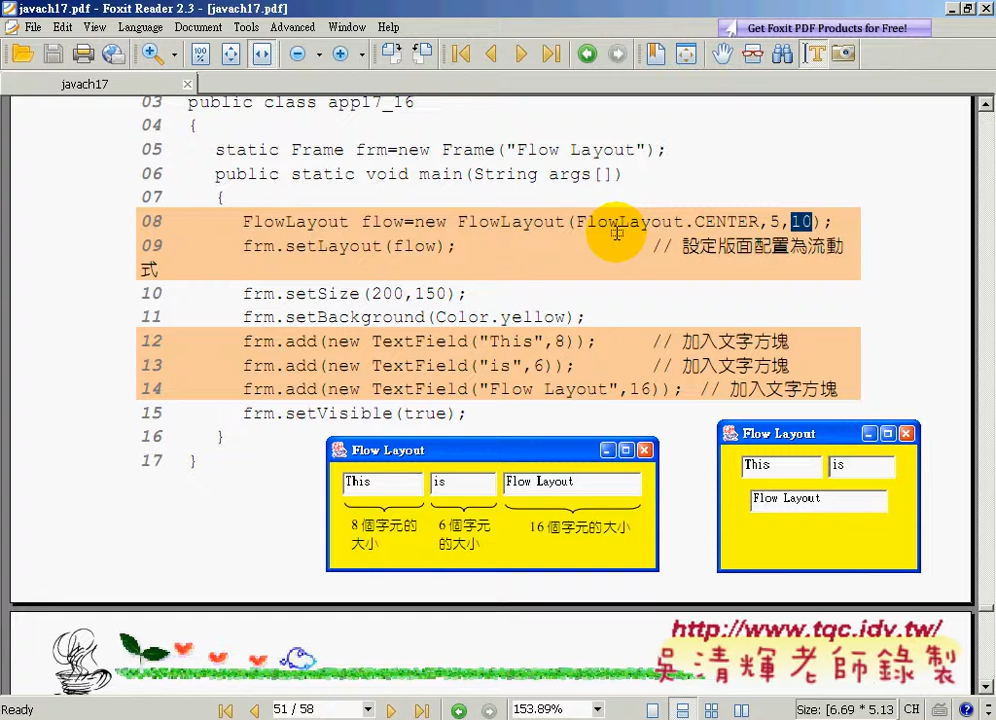 javach17.pdf - Foxit Reader 2.3 - [javach17.pdf]
File Edit View Language Document Tools Advanced Window Help
Get Foxit PDF Products for Free!
javach17
03 public class app17_16
04 {
05 static Frame frm=new Frame("Flow Layout");
06 public static void main(String args[])
07 {
08 FlowLayout flow=new FlowLayout(FlowLayout.CENTER,5,10);
09 frm.setLayout(flow); // 設定版面配置為流動
式
10 frm.setSize(200,150);
11 frm.setBackground(Color.yellow);
12 frm.add(new TextField("This",8)); // 加入文字方塊
13 frm.add(new TextField("is",6)); // 加入文字方塊
14 frm.add(new TextField("Flow Layout",16)); // 加入文字方塊
15 frm.setVisible(true);
16 }
17 }
Flow Layout
This is Flow Layout
8 個字元的 6 個字元 16 個字元的大小
大小 的大小
Flow Layout
This is
Flow Layout
http://www.tqc.idv.tw/
吳清輝老師錄製
Ready 51 / 58 153.89% Size: [6.69 * 5.13 CH